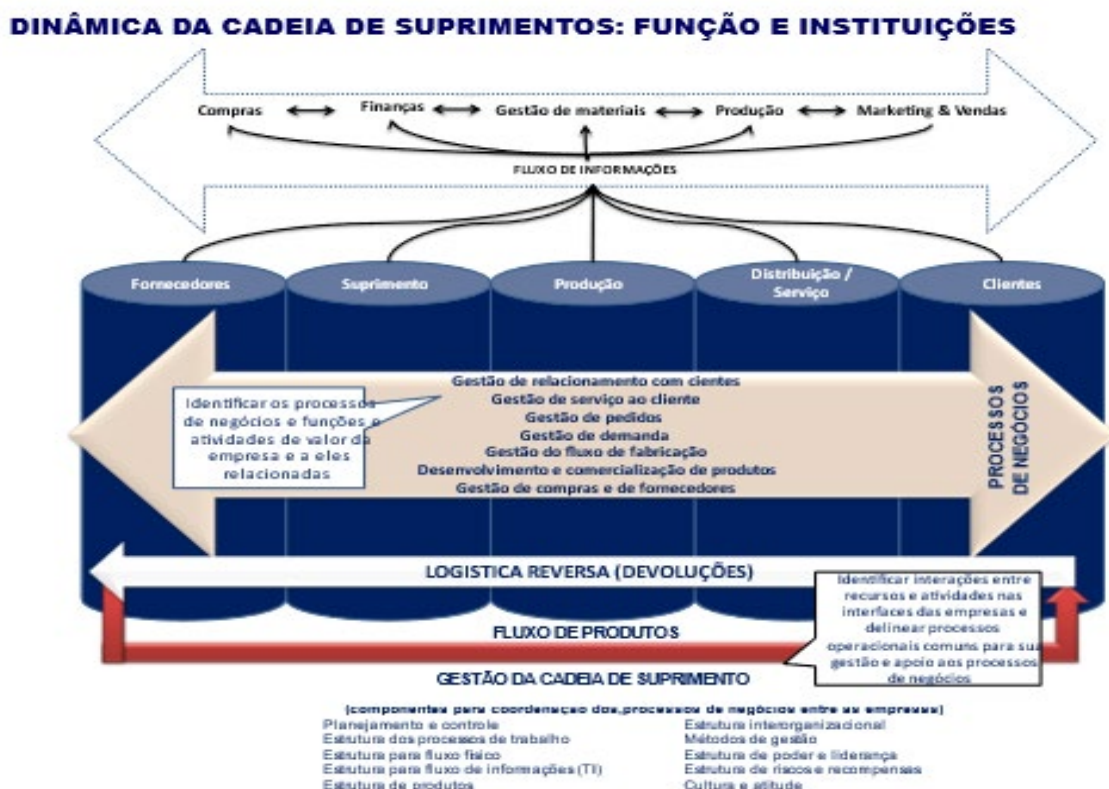 DINÂMICA DA CADEIA DE SUPRIMENTOS: FUNÇÃO E INSTITUIÇÕES
Compras
Finanças
Gestão de materiais
Produção
Marketing & Vendas
FLUXO DE INFORMAÇÕES
Fornecedores
Suprimento
Produção
Distribuição /
Serviço
Clientes
Gestão de relacionamento com cientes
Gestão de serviço ao cliente
Gestão de pedidos
Gestão de demanda
Gestão do fluxo de fabricação
Desenvolvimento e comercialização de produtos
Gestão de compras e de fornecedores
Identificar os processos
de negócios e funções e
atividades de valor da
empresa e a eles
relacionadas
PROCESSOS
DE NEGÓCIOS
LOGISTICA REVERSA (DEVOLUÇÕES)
Identificar interações entre
recursos e atividades nas
interfaces das empresas e
delinear processos
operacionais comuns para sua
gestão e apoio aos processos
de negócios
FLUXO DE PRODUTOS
GESTÃO DA CADEIA DE SUPRIMENTO
(componentes para coordenação dos,processos de negócios entre as empresas)
Planejamento e controle
Estrutura dos processos de trabalho
Estrutura para fluxo físico
Estrutura para fluxo de informações (TI)
Estrutura de produtos
Estrutura interorganizacional
Métodos de gestão
Estrutura de poder e liderança
Estrutura de riscos e recompensas
Cultura e atitude